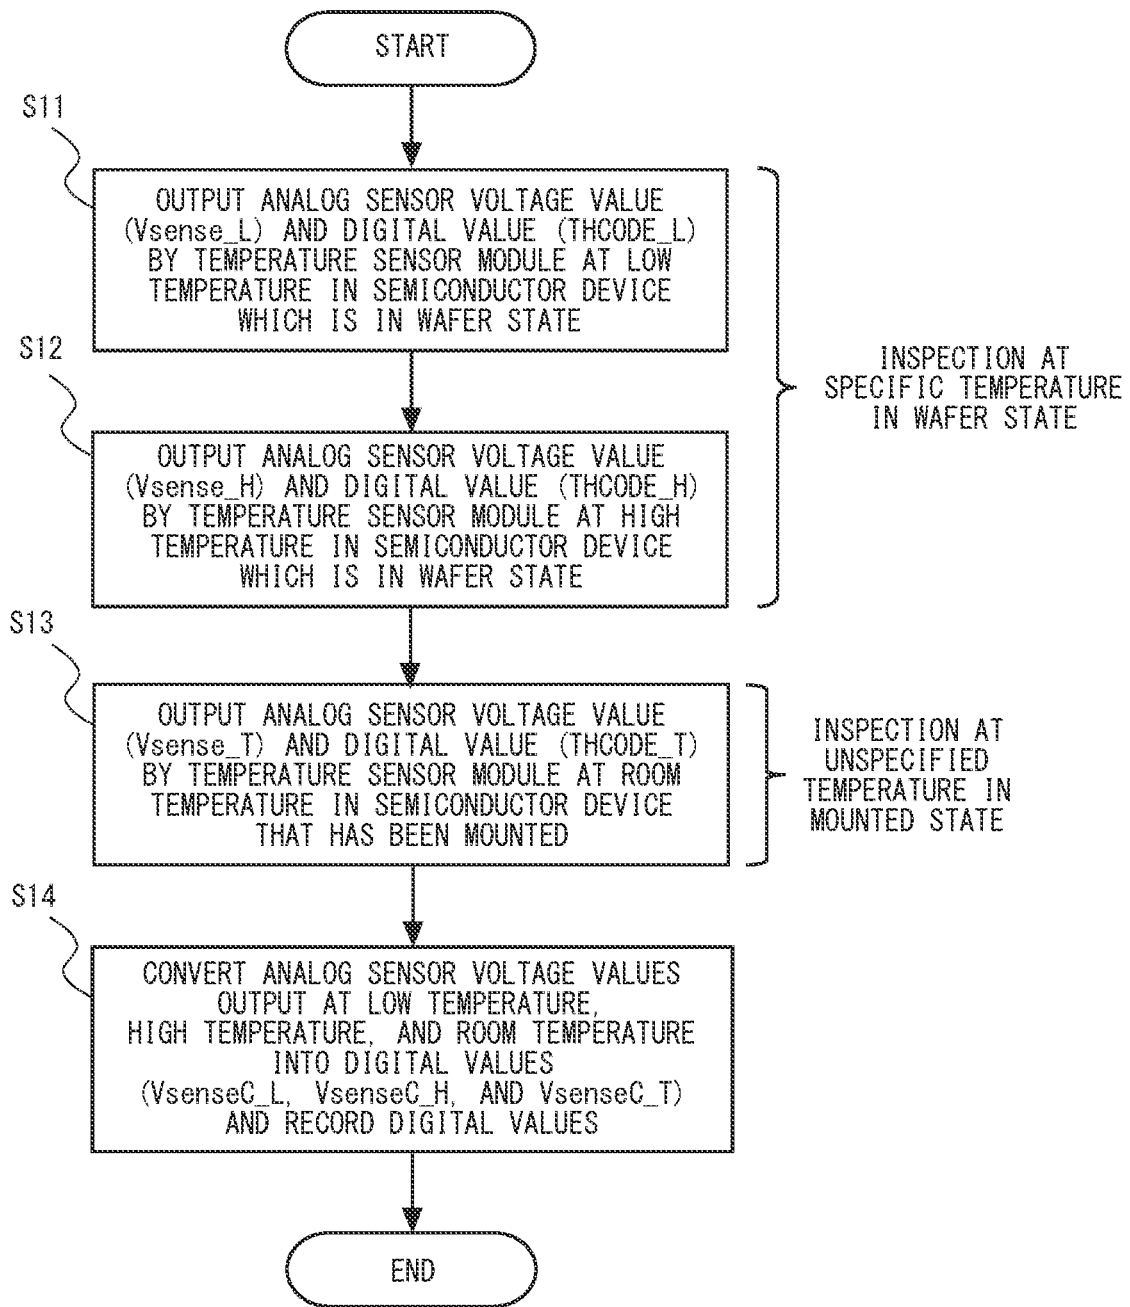 START
S11
OUTPUT ANALOG SENSOR VOLTAGE VALUE
(Vsense_L) AND DIGITAL VALUE (THCODE_L)
BY TEMPERATURE SENSOR MODULE AT LOW
TEMPERATURE IN SEMICONDUCTOR DEVICE
WHICH IS IN WAFER STATE
S12
OUTPUT ANALOG SENSOR VOLTAGE VALUE
(Vsense_H) AND DIGITAL VALUE (THCODE_H)
BY TEMPERATURE SENSOR MODULE AT HIGH
TEMPERATURE IN SEMICONDUCTOR DEVICE
WHICH IS IN WAFER STATE
INSPECTION AT
SPECIFIC TEMPERATURE
IN WAFER STATE
S13
OUTPUT ANALOG SENSOR VOLTAGE VALUE
(Vsense_T) AND DIGITAL VALUE (THCODE_T)
BY TEMPERATURE SENSOR MODULE AT ROOM
TEMPERATURE IN SEMICONDUCTOR DEVICE
THAT HAS BEEN MOUNTED
INSPECTION AT
UNSPECIFIED
TEMPERATURE IN
MOUNTED STATE
S14
CONVERT ANALOG SENSOR VOLTAGE VALUES
OUTPUT AT LOW TEMPERATURE,
HIGH TEMPERATURE, AND ROOM TEMPERATURE
INTO DIGITAL VALUES
(VsenseC_L, VsenseC_H, AND VsenseC_T)
AND RECORD DIGITAL VALUES
END